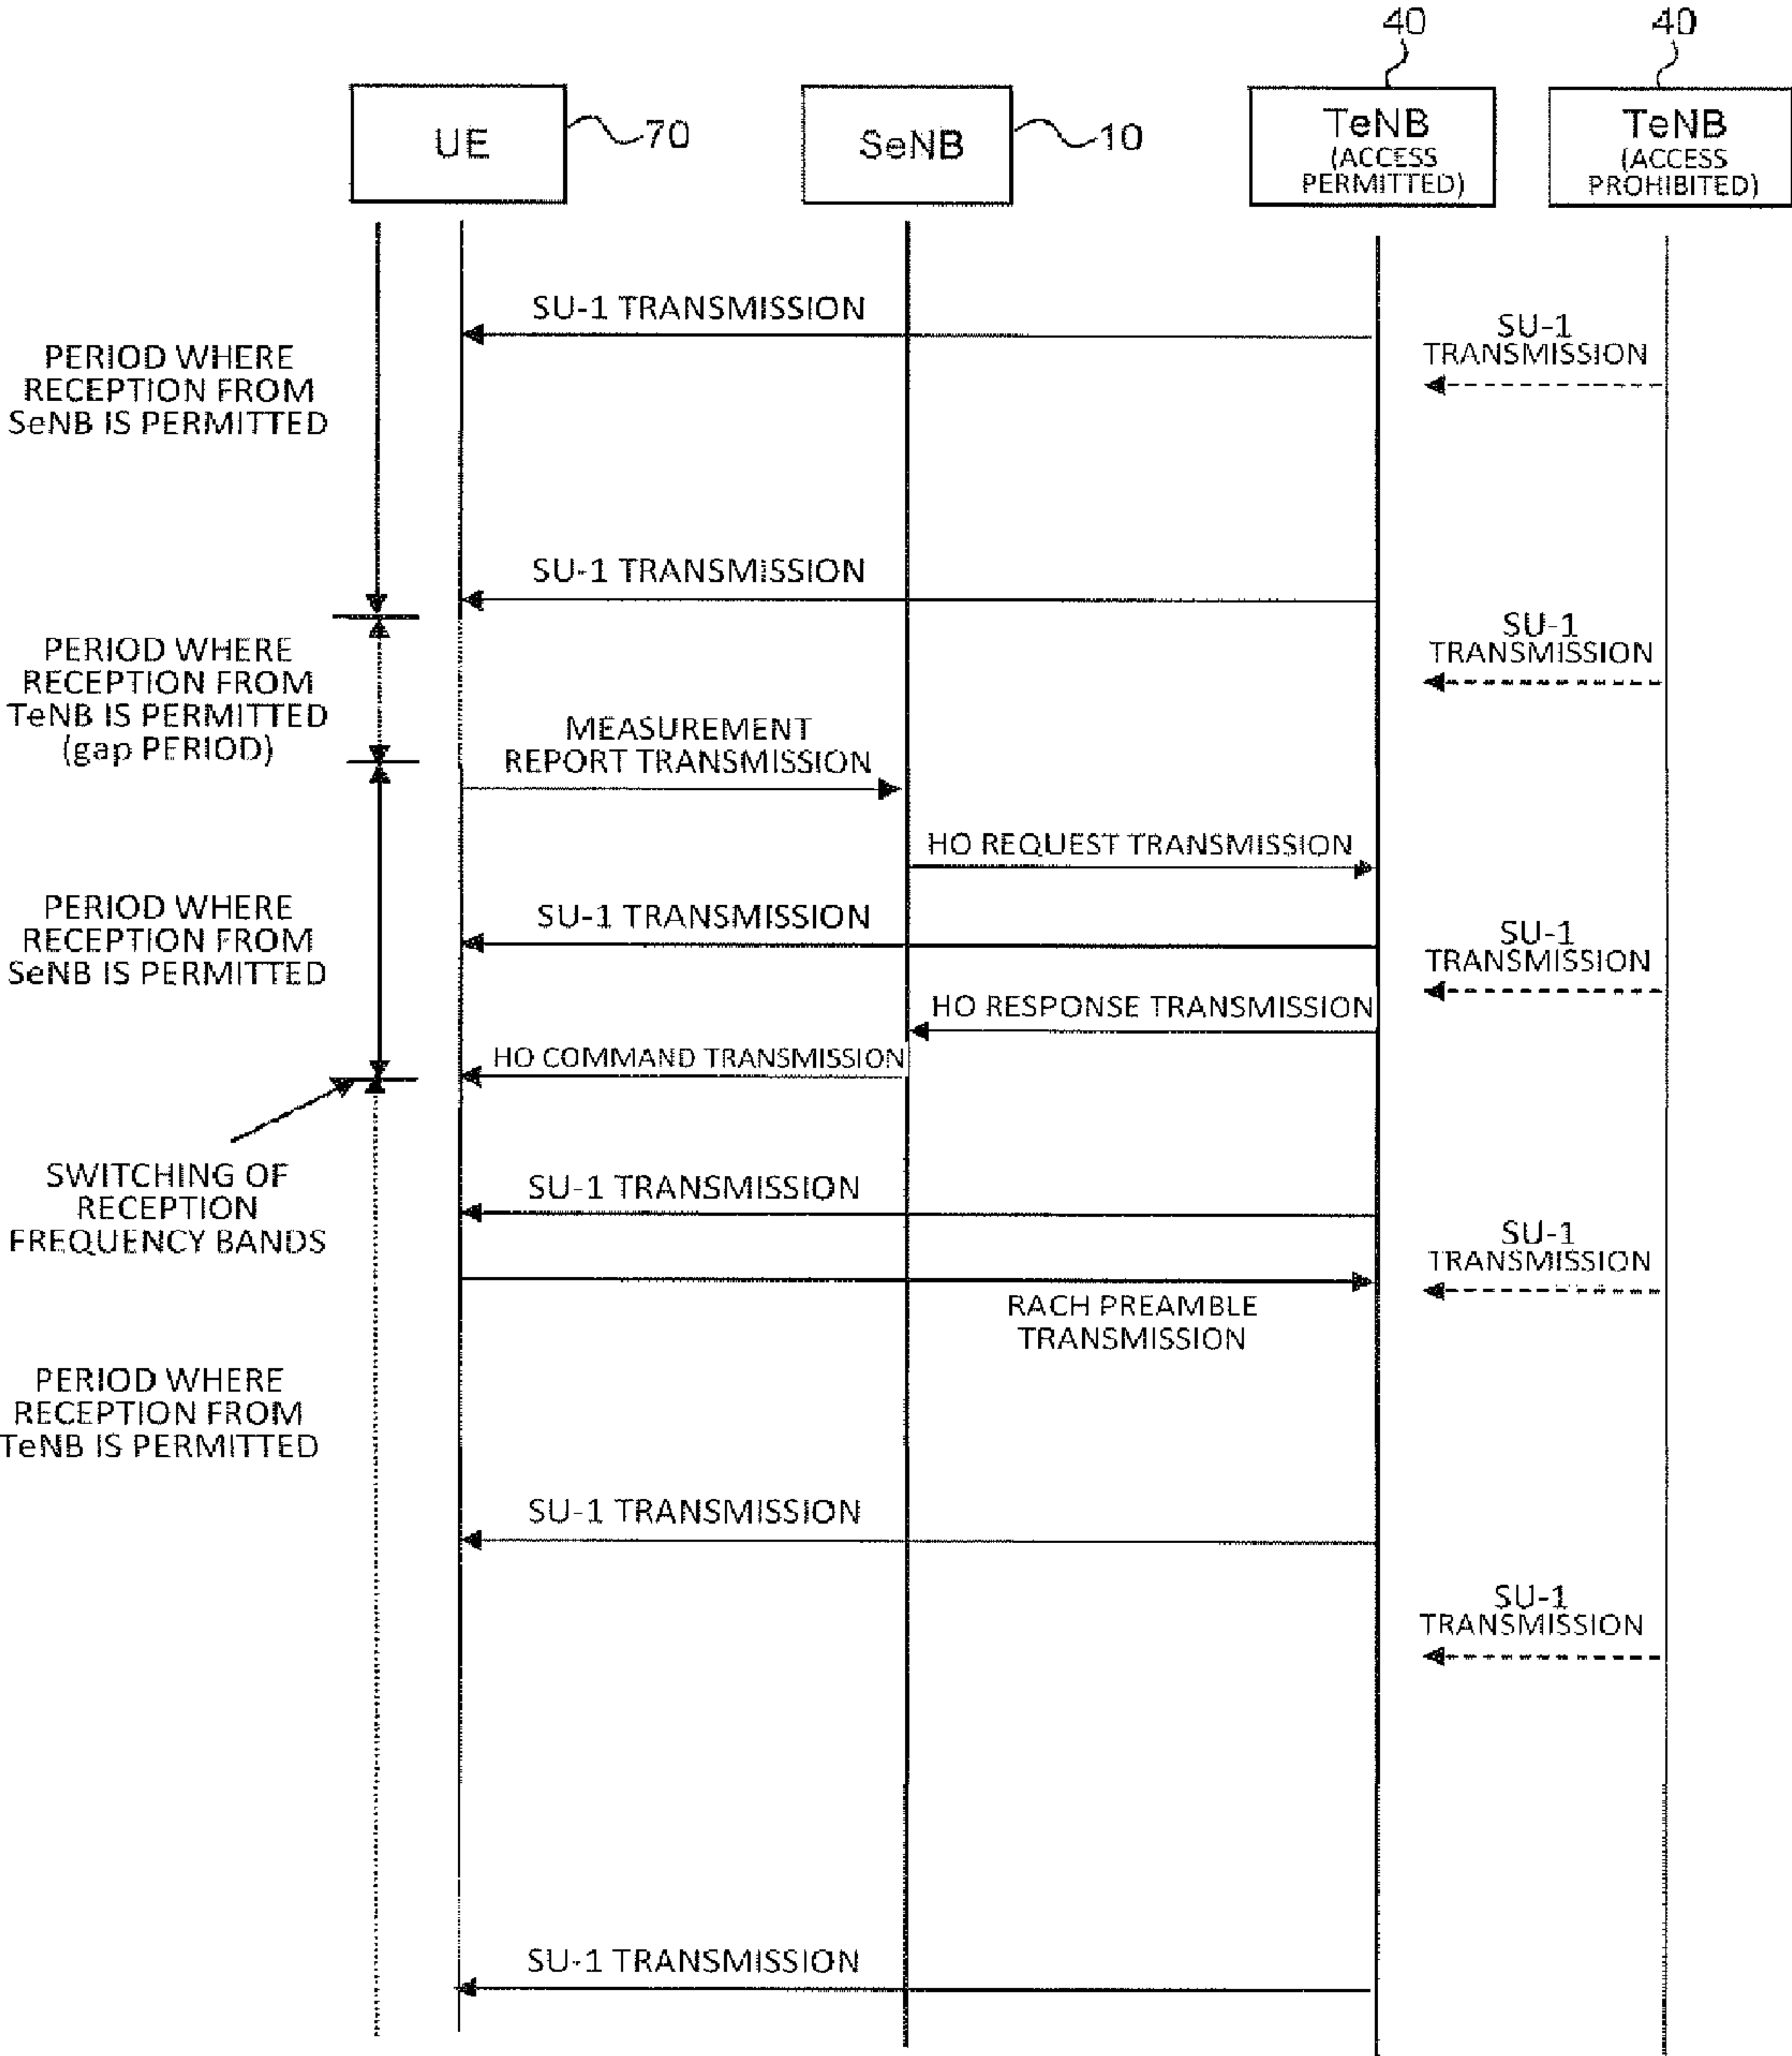 40
40
UE
70
SeNB
10
TeNB
(ACCESS
PERMITTED)
TeNB
(ACCESS
PROHIBITED)
SU-1 TRANSMISSION
SU-1
TRANSMISSION
PERIOD WHERE
RECEPTION FROM
SeNB IS PERMITTED
SU-1 TRANSMISSION
SU-1
TRANSMISSION
PERIOD WHERE
RECEPTION FROM
TeNB IS PERMITTED
(gap PERIOD)
MEASUREMENT
REPORT TRANSMISSION
HO REQUEST TRANSMISSION
PERIOD WHERE
RECEPTION FROM
SeNB IS PERMITTED
SU-1 TRANSMISSION
SU-1
TRANSMISSION
HO RESPONSE TRANSMISSION
HO COMMAND TRANSMISSION
SWITCHING OF
RECEPTION
FREQUENCY BANDS
SU-1 TRANSMISSION
SU-1
TRANSMISSION
RACH PREAMBLE
TRANSMISSION
PERIOD WHERE
RECEPTION FROM
TeNB IS PERMITTED
SU-1 TRANSMISSION
SU-1
TRANSMISSION
SU-1 TRANSMISSION